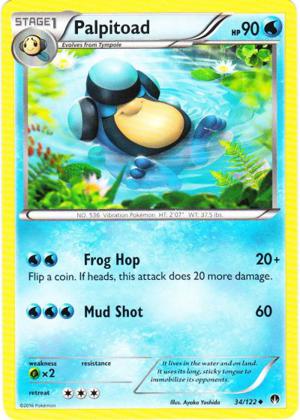 STAGE1 Palpitoad HP 90
Evolves from Tympole
NO. 536 Vibration Pokémon HT: 2'07" WT: 37.5 lbs.
Frog Hop 20+
Flip a coin. If heads, this attack does 20 more damage.
Mud Shot 60
weakness resistance
×2
retreat
It lives in the water and on land.
It uses its long, sticky tongue to
immobilize its opponents.
©2016 Pokémon
Illus. Ayaka Yoshida
34/122